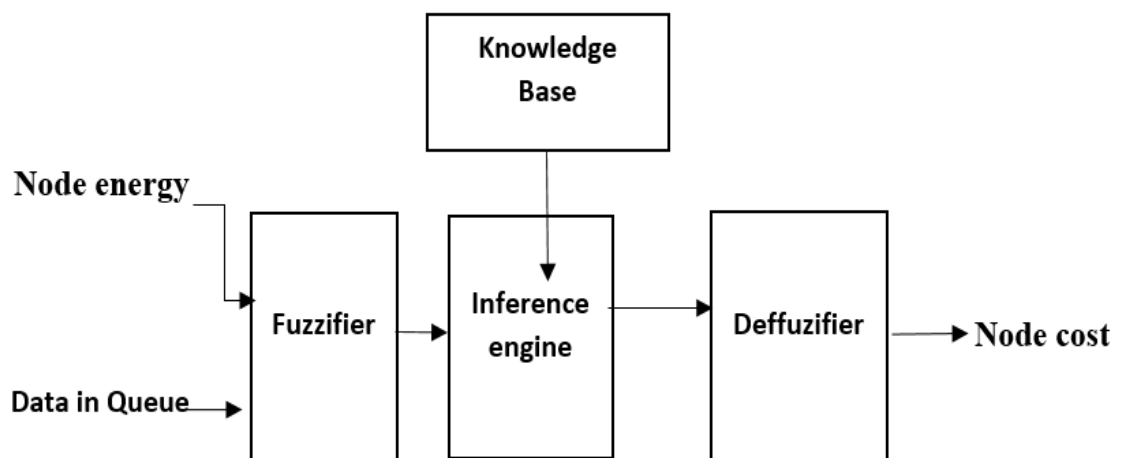 Knowledge
Base
Node energy
Fuzzifier
Inference
engine
Deffuzifier
Node cost
Data in Queue